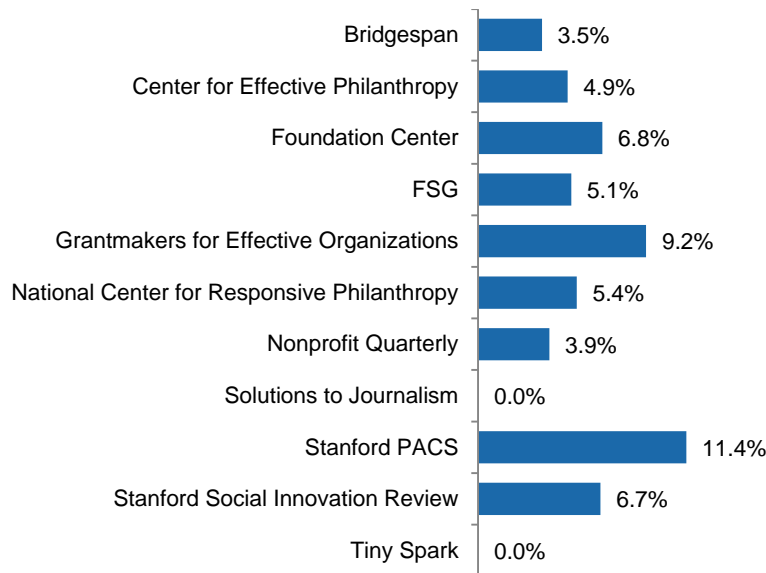 Bridgespan 3.5%
Center for Effective Philanthropy 4.9%
Foundation Center 6.8%
FSG 5.1%
Grantmakers for Effective Organizations 9.2%
National Center for Responsive Philanthropy 5.4%
Nonprofit Quarterly 3.9%
Solutions to Journalism 0.0%
Stanford PACS 11.4%
Stanford Social Innovation Review 6.7%
Tiny Spark 0.0%